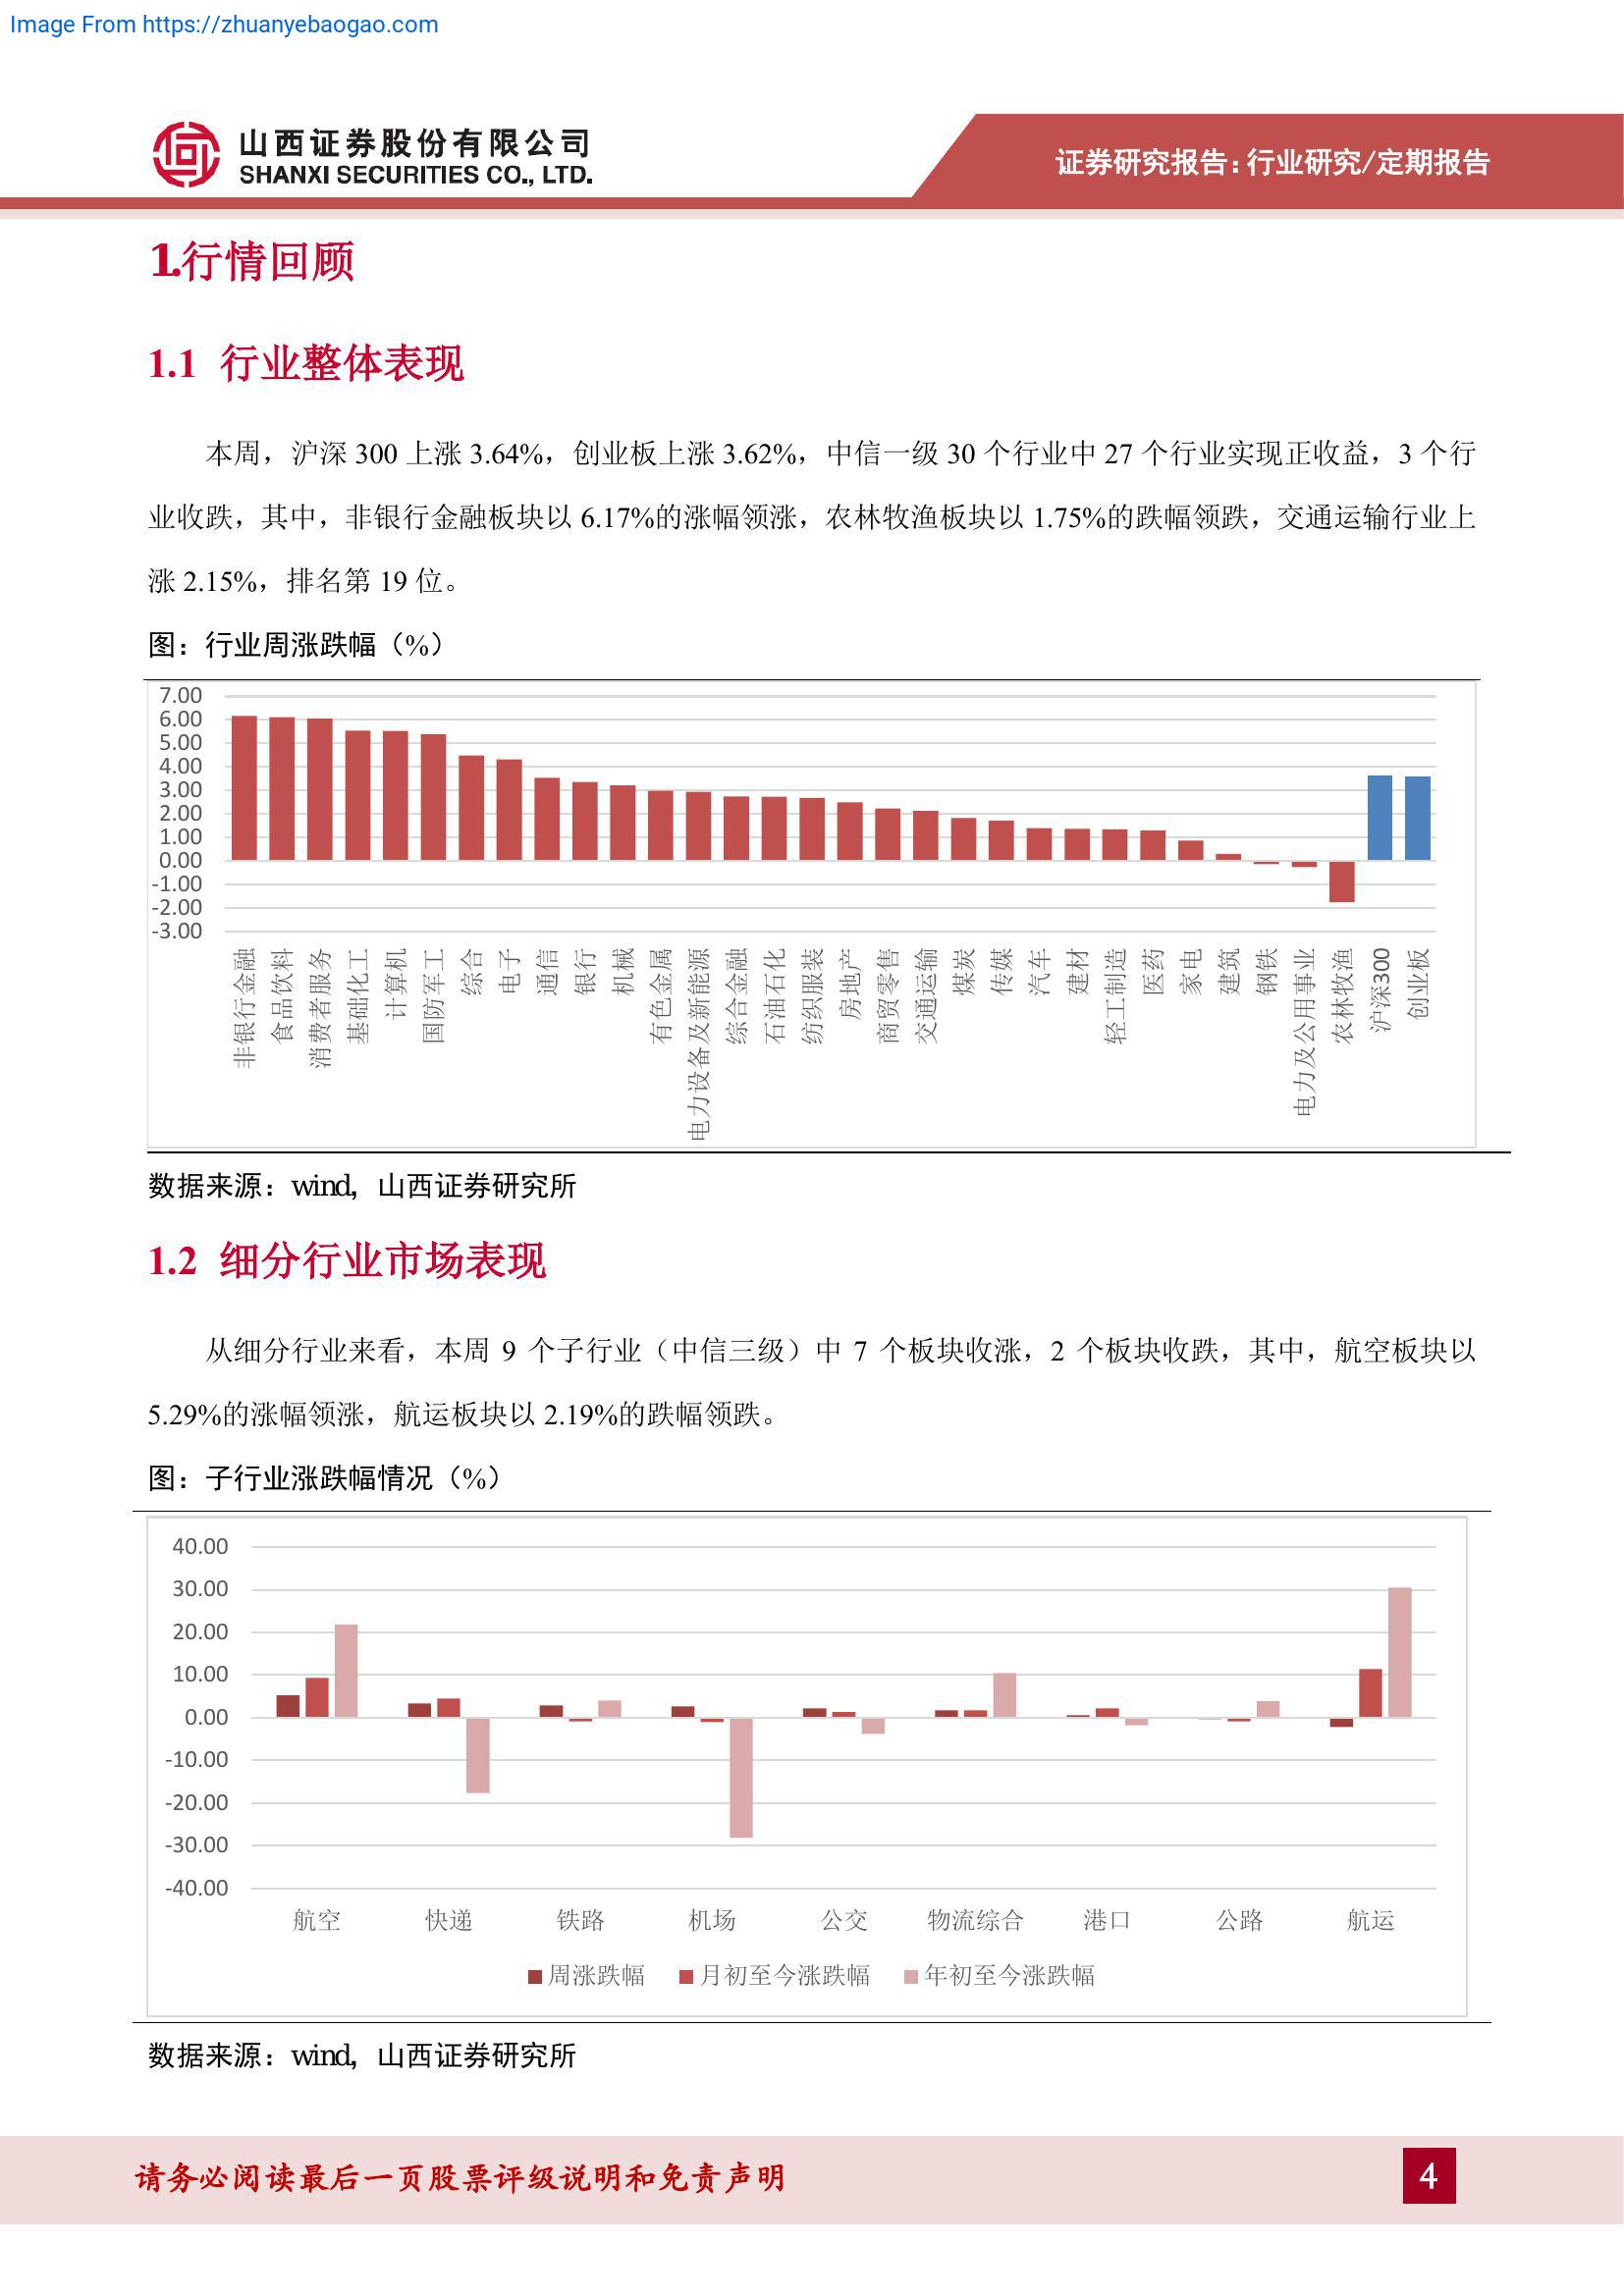 Image From https://zhuanyebaogao.com
山西证券股份有限公司
SHANXI SECURITIES CO., LTD.
证券研究报告:行业研究/定期报告
1.行情回顾
1.1 行业整体表现
本周，沪深 300 上涨 3.64%，创业板上涨 3.62%，中信一级 30 个行业中 27 个行业实现正收益，3 个行
业收跌，其中，非银行金融板块以 6.17%的涨幅领涨，农林牧渔板块以 1.75%的跌幅领跌，交通运输行业上
涨 2.15%，排名第 19 位。
图：行业周涨跌幅（%）
7.00
6.00
5.00
4.00
3.00
2.00
1.00
0.00
-1.00
-2.00
-3.00
非银行金融
食品饮料
消费者服务
基础化工
计算机
国防军工
综合
电子
通信
银行
机械
有色金属
电力设备及新能源
综合金融
石油石化
纺织服装
房地产
商贸零售
交通运输
煤炭
传媒
汽车
建材
轻工制造
医药
家电
建筑
钢铁
电力及公用事业
农林牧渔
沪深300
创业板
数据来源：wind，山西证券研究所
1.2 细分行业市场表现
从细分行业来看，本周 9 个子行业（中信三级）中 7 个板块收涨，2 个板块收跌，其中，航空板块以
5.29%的涨幅领涨，航运板块以 2.19%的跌幅领跌。
图：子行业涨跌幅情况（%）
40.00
30.00
20.00
10.00
0.00
-10.00
-20.00
-30.00
-40.00
航空 快递 铁路 机场 公交 物流综合 港口 公路 航运
周涨跌幅 月初至今涨跌幅 年初至今涨跌幅
数据来源：wind，山西证券研究所
请务必阅读最后一页股票评级说明和免责声明
4